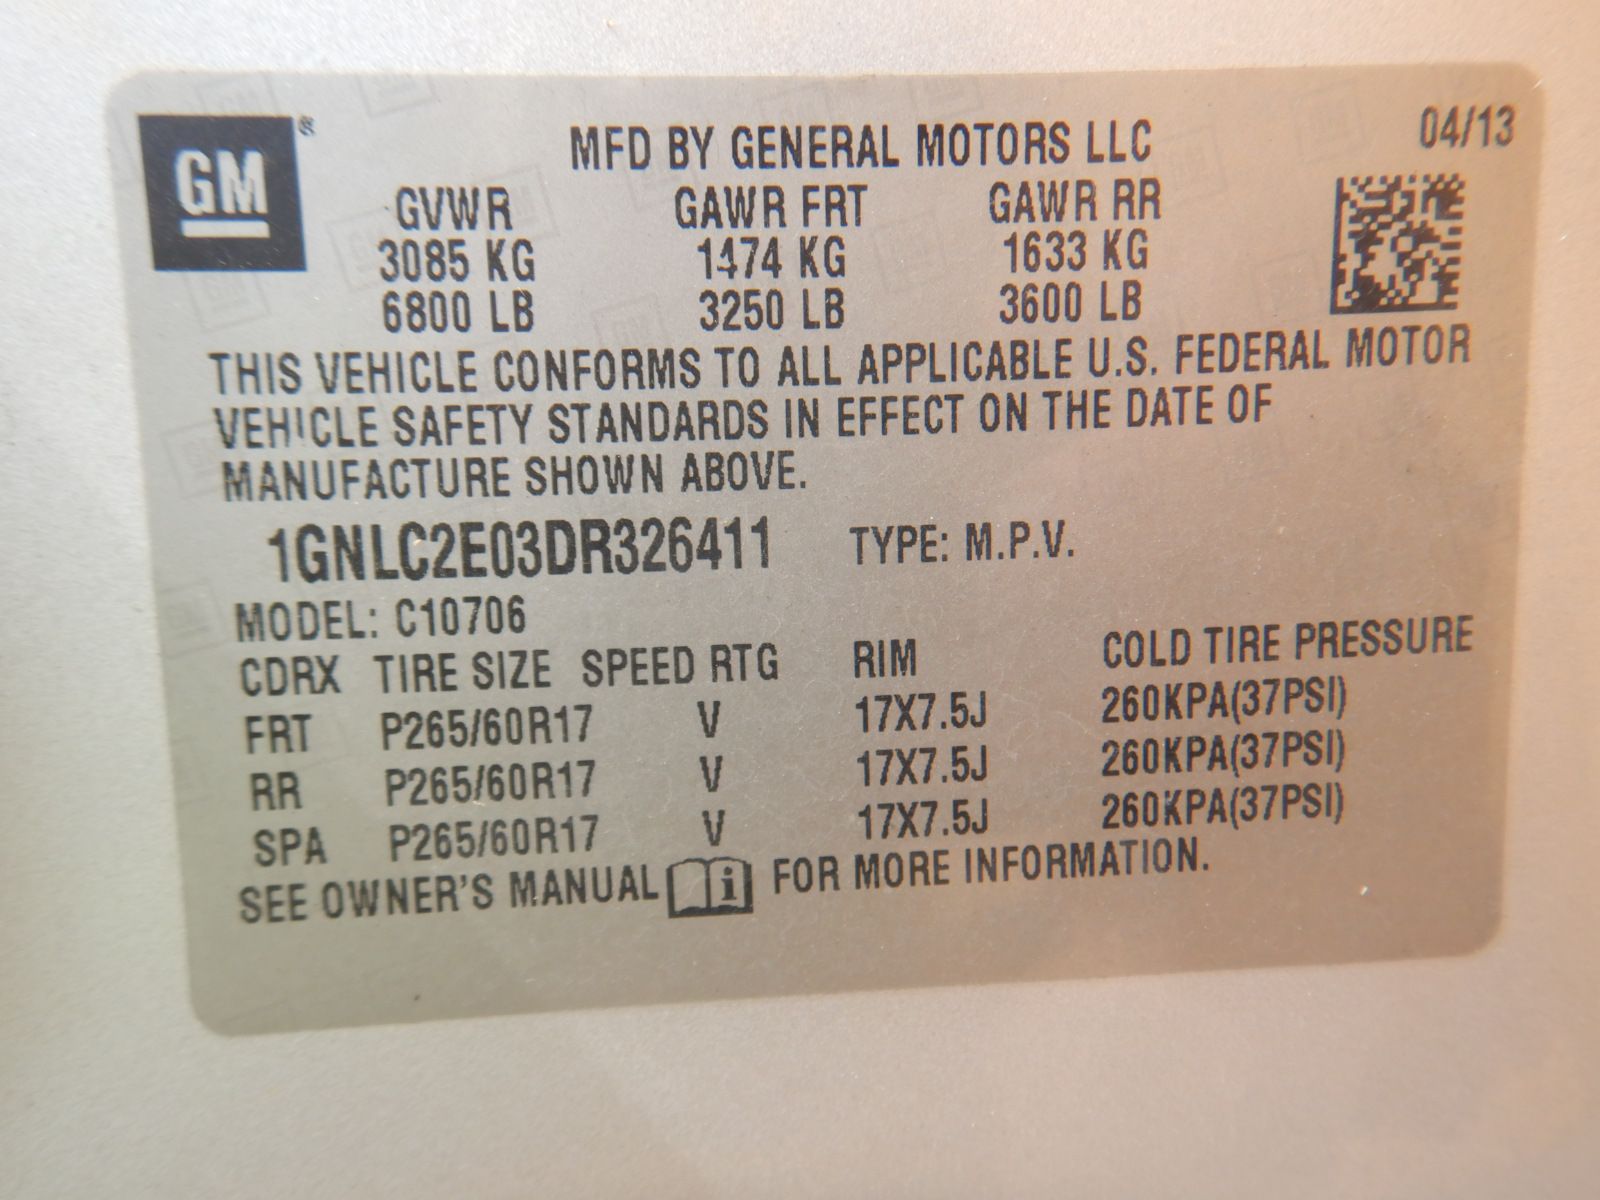 GM®
MFD BY GENERAL MOTORS LLC 04/13
GVWR GAWR FRT GAWR RR
3085 KG 1474 KG 1633 KG
6800 LB 3250 LB 3600 LB
THIS VEHICLE CONFORMS TO ALL APPLICABLE U.S. FEDERAL MOTOR
VEHICLE SAFETY STANDARDS IN EFFECT ON THE DATE OF
MANUFACTURE SHOWN ABOVE.
1GNLC2E03DR326411 TYPE: M.P.V.
MODEL: C10706
CDRX TIRE SIZE SPEED RTG RIM COLD TIRE PRESSURE
FRT P265/60R17 V 17X7.5J 260KPA(37PSI)
RR P265/60R17 V 17X7.5J 260KPA(37PSI)
SPA P265/60R17 V 17X7.5J 260KPA(37PSI)
SEE OWNER'S MANUAL i FOR MORE INFORMATION.